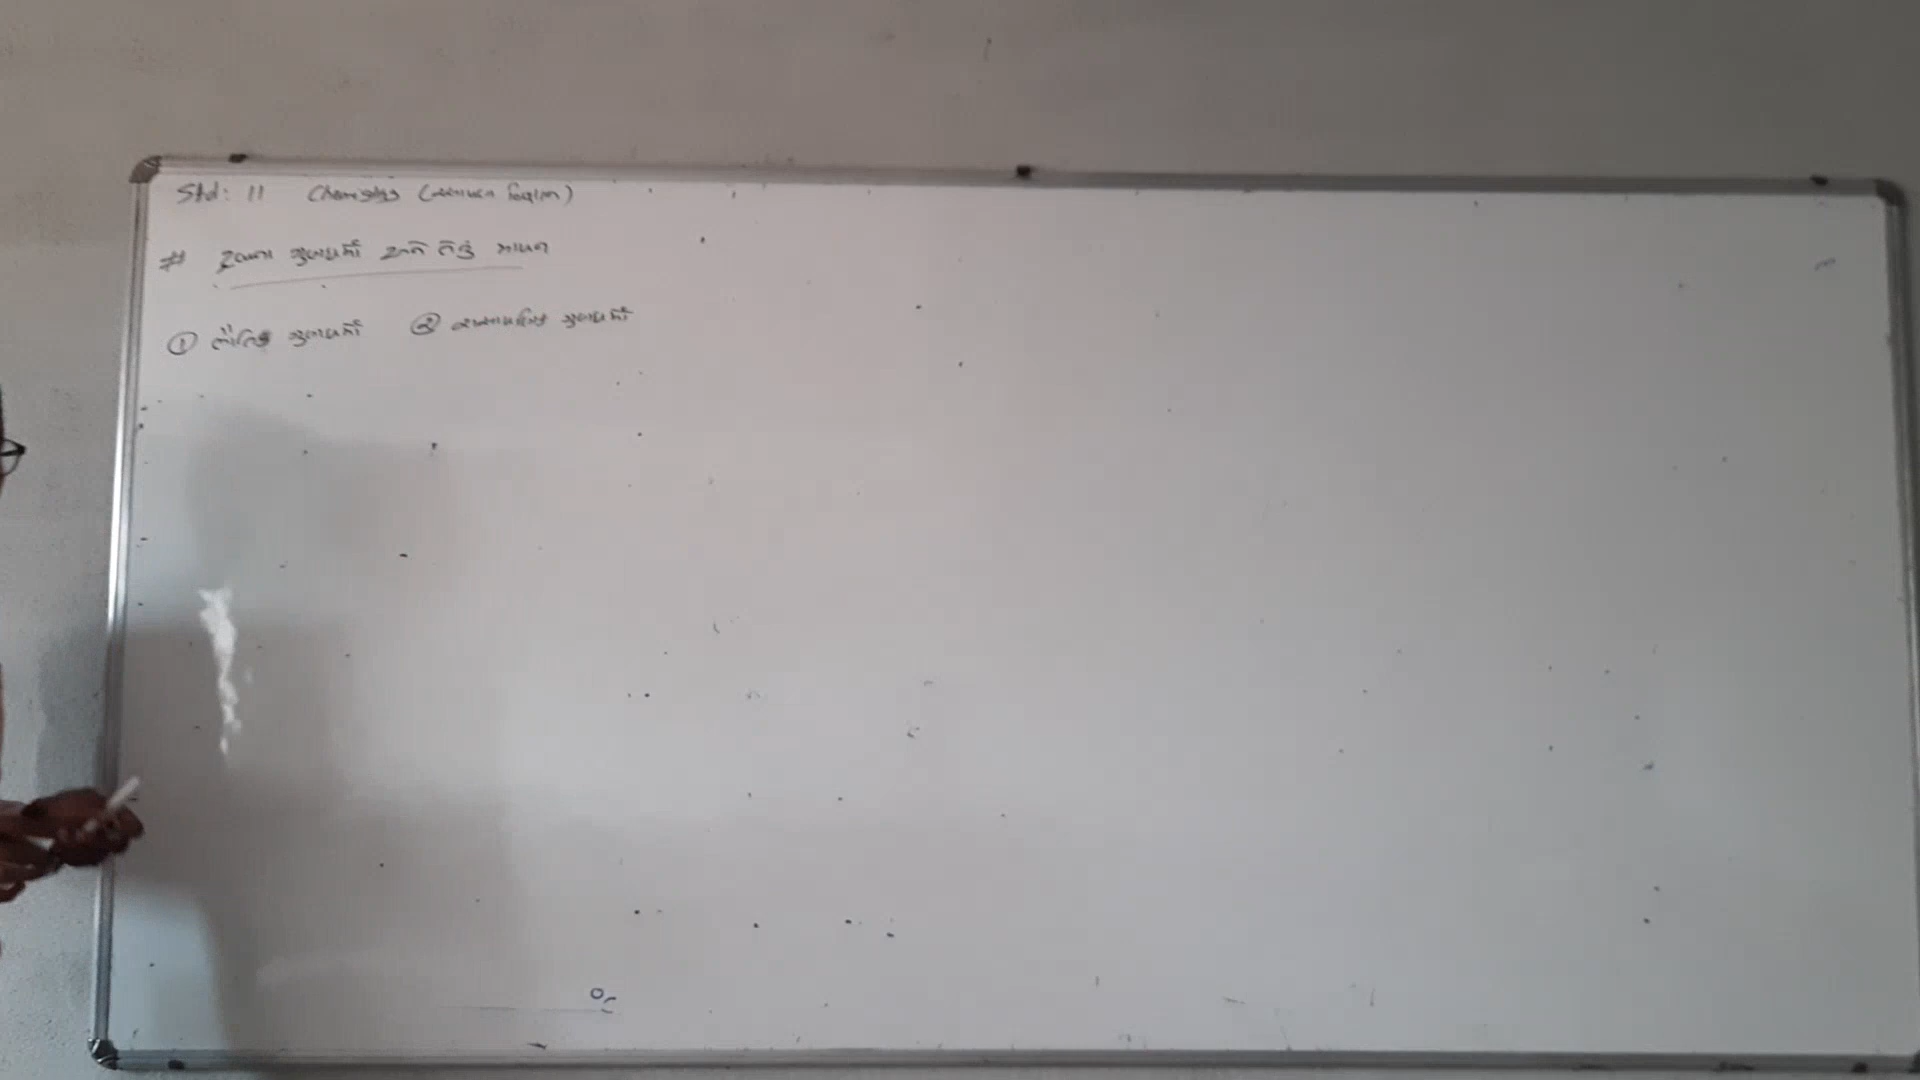 Std: 11 Chemistry (રસાયણ વિજ્ઞાન)
# દ્રવ્યના ગુણધર્મો અને તેનું માપન
① ભૌતિક ગુણધર્મો ② રાસાયણિક ગુણધર્મો